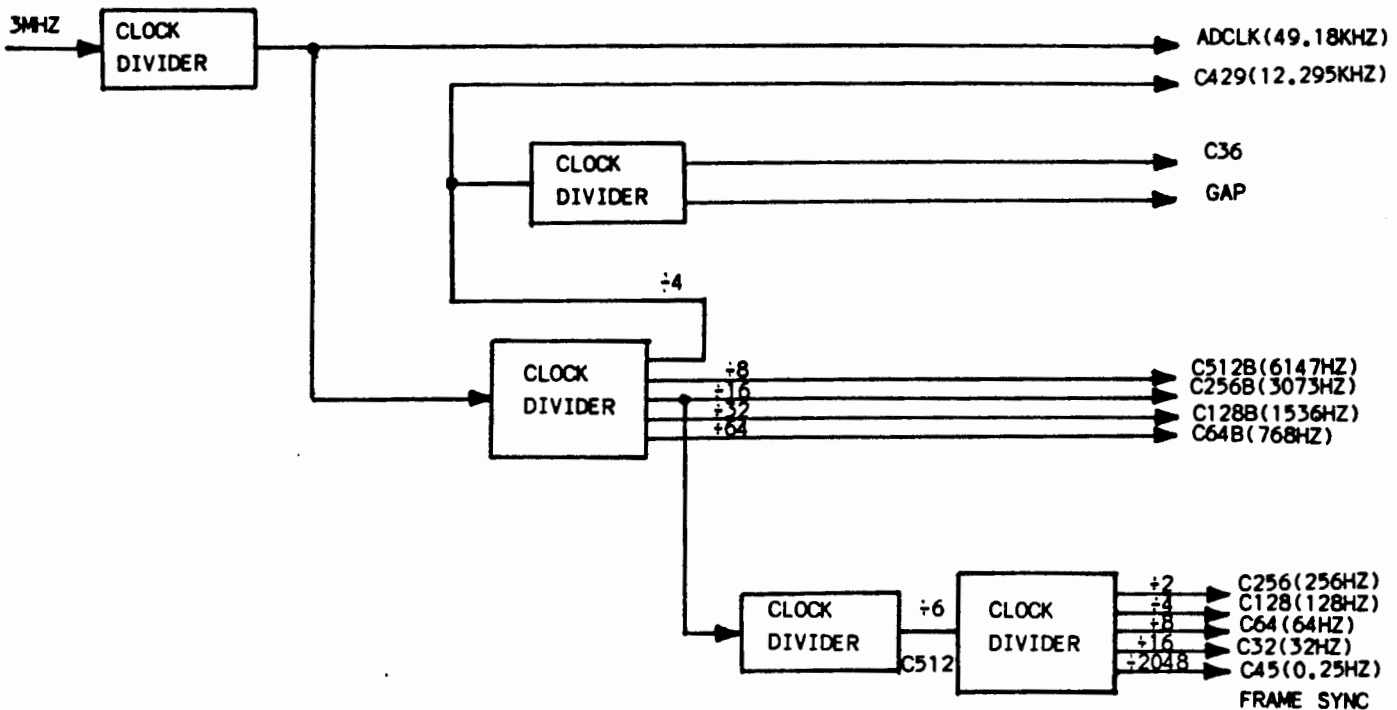 3MHZ
CLOCK
DIVIDER
ADCLK(49.18KHZ)
C429(12.295KHZ)
CLOCK
DIVIDER
C36
GAP
÷4
CLOCK
DIVIDER
÷8
C512B(6147HZ)
÷16
C256B(3073HZ)
÷32
C128B(1536HZ)
÷64
C64B(768HZ)
CLOCK
DIVIDER
÷6
C512
CLOCK
DIVIDER
÷2
C256(256HZ)
÷4
C128(128HZ)
÷8
C64(64HZ)
÷16
C32(32HZ)
÷2048
C45(0.25HZ)
FRAME SYNC